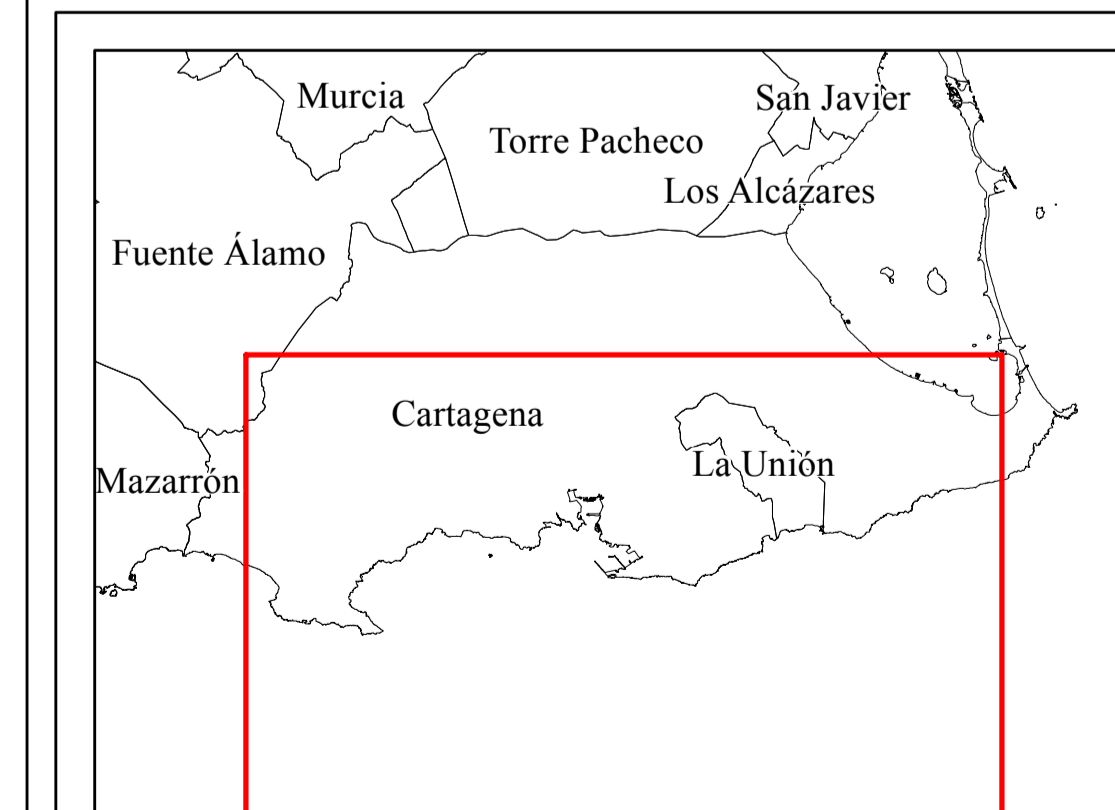 Murcia
San Javier
Torre Pacheco
Los Alcázares
Fuente Álamo
Cartagena
La Unión
Mazarrón